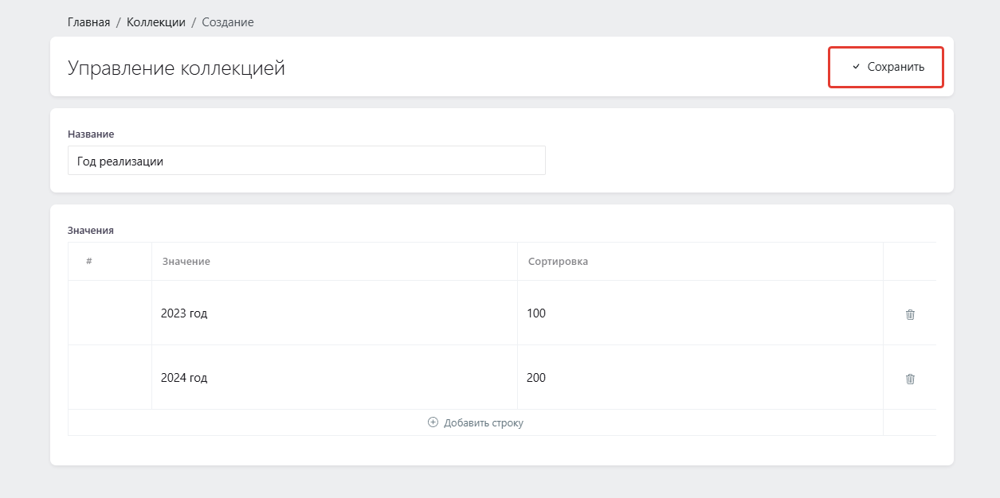 Главная / Коллекции / Создание
Управление коллекцией
Сохранить
Название
Год реализации
Значения
# Значение Сортировка
2023 год 100
2024 год 200
Добавить строку